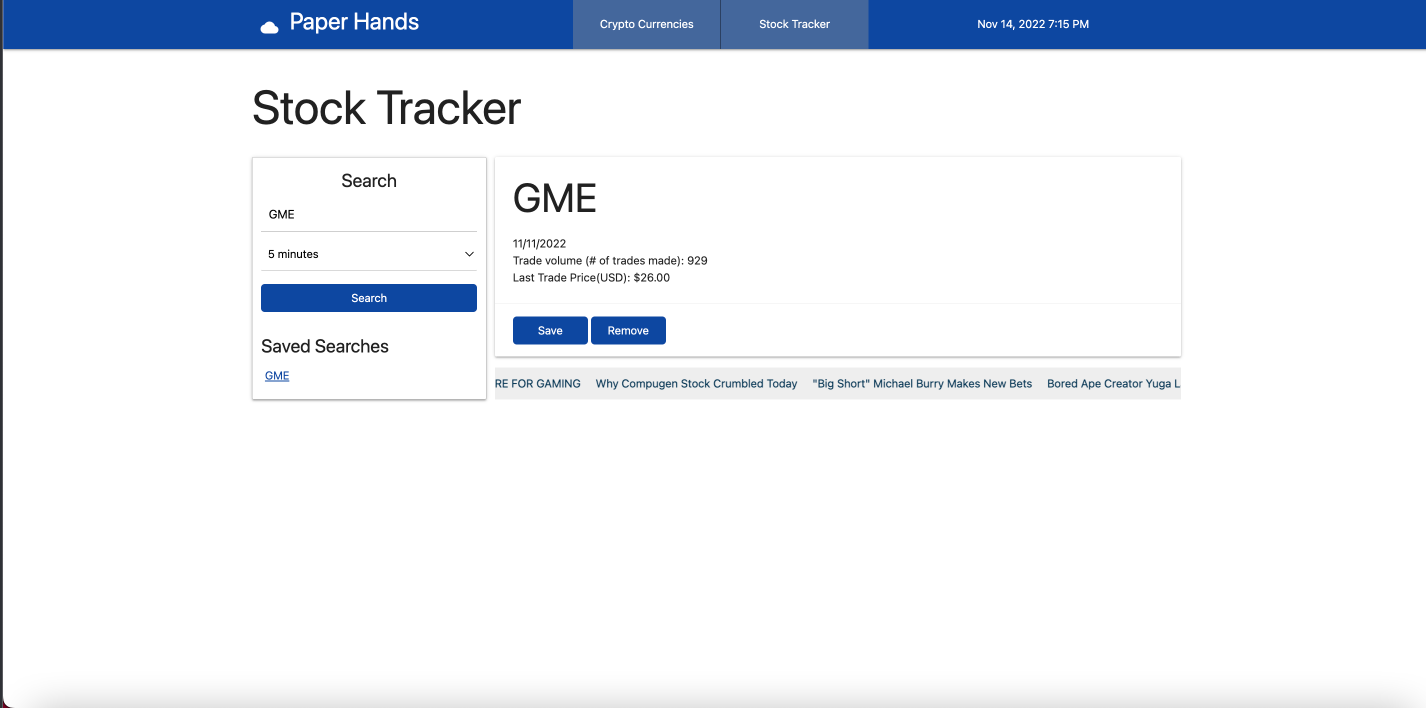 Paper Hands
Crypto Currencies
Stock Tracker
Nov 14, 2022 7:15 PM
Stock Tracker
Search
GME
5 minutes
Search
Saved Searches
GME
GME
11/11/2022
Trade volume (# of trades made): 929
Last Trade Price(USD): $26.00
Save Remove
RE FOR GAMING Why Compugen Stock Crumbled Today "Big Short" Michael Burry Makes New Bets Bored Ape Creator Yuga L